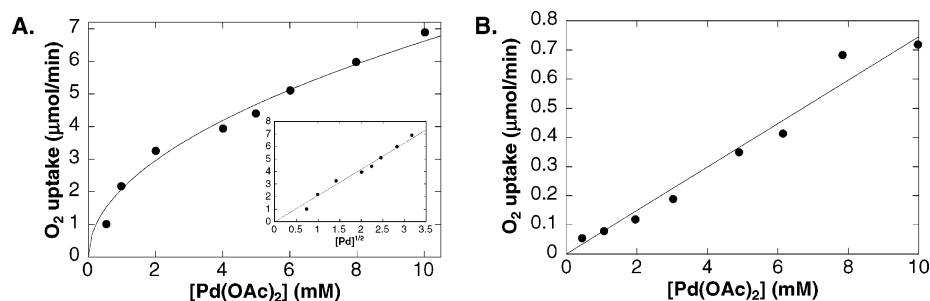 A.
O₂ uptake (μmol/min)
7
6
5
4
3
2
1
0
0 2 4 6 8 10
[Pd(OAc)₂] (mM)
8
7
6
5
4
3
2
1
0
0 0.5 1 1.5 2 2.5 3 3.5
[Pd]¹/²
B.
O₂ uptake (μmol/min)
0.8
0.7
0.6
0.5
0.4
0.3
0.2
0.1
0
0 2 4 6 8 10
[Pd(OAc)₂] (mM)